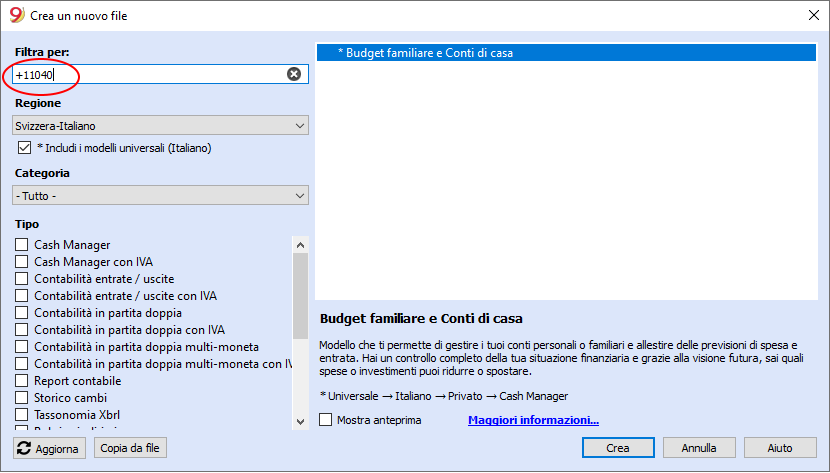 Crea un nuovo file
Filtra per:
+11040
Regione
Svizzera-Italiano
* Includi i modelli universali (Italiano)
Categoria
- Tutto -
Tipo
Cash Manager
Cash Manager con IVA
Contabilità entrate / uscite
Contabilità entrate / uscite con IVA
Contabilità in partita doppia
Contabilità in partita doppia con IVA
Contabilità in partita doppia multi-moneta
Contabilità in partita doppia multi-moneta con IV
Report contabile
Storico cambi
Tassonomia Xbrl
* Budget familiare e Conti di casa
Budget familiare e Conti di casa
Modello che ti permette di gestire i tuoi conti personali o familiari e allestire delle previsioni di spesa e
entrata. Hai un controllo completo della tua situazione finanziaria e grazie alla visione futura, sai quali
spese o investimenti puoi ridurre o spostare.
* Universale → Italiano → Privato → Cash Manager
Mostra anteprima
Maggiori informazioni...
Aggiorna
Copia da file
Crea
Annulla
Aiuto